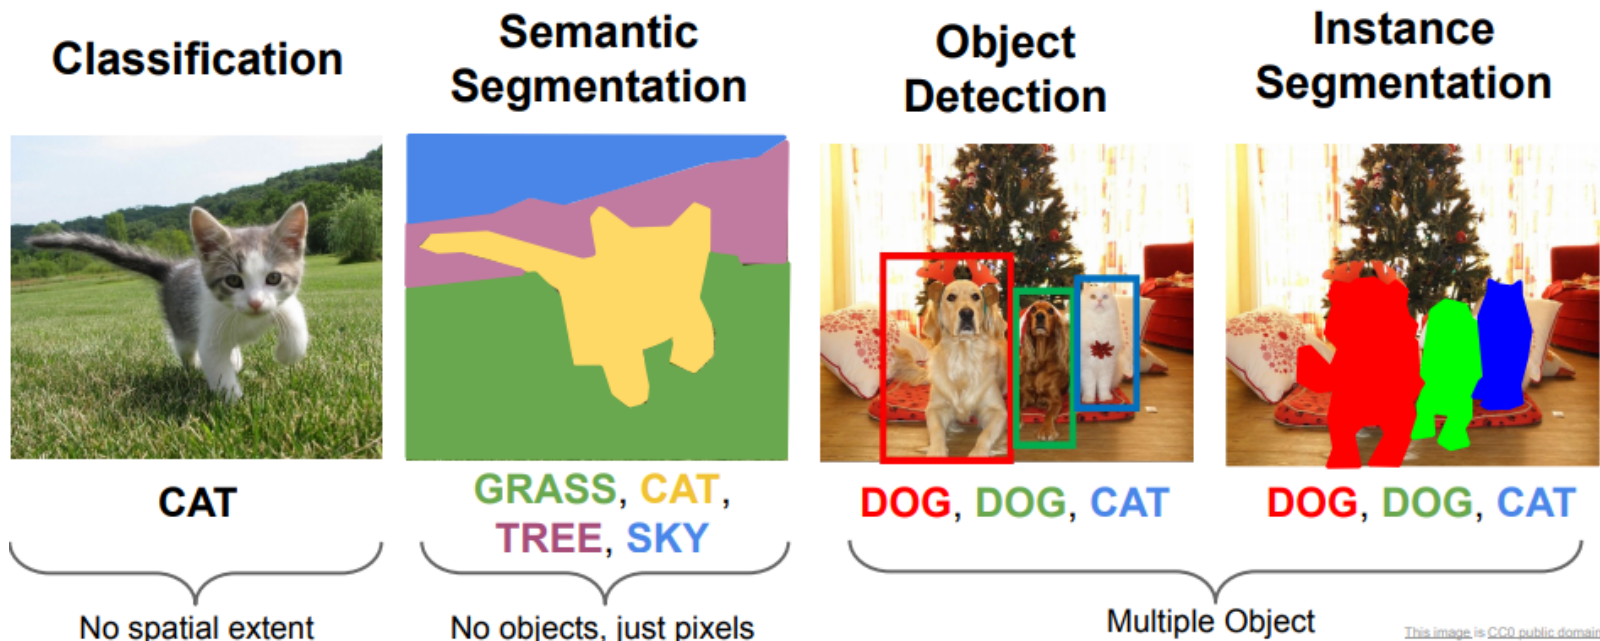 Classification
Semantic
Segmentation
Object
Detection
Instance
Segmentation
CAT
GRASS, CAT,
TREE, SKY
DOG, DOG, CAT
DOG, DOG, CAT
No spatial extent
No objects, just pixels
Multiple Object
This image is CC0 public domain